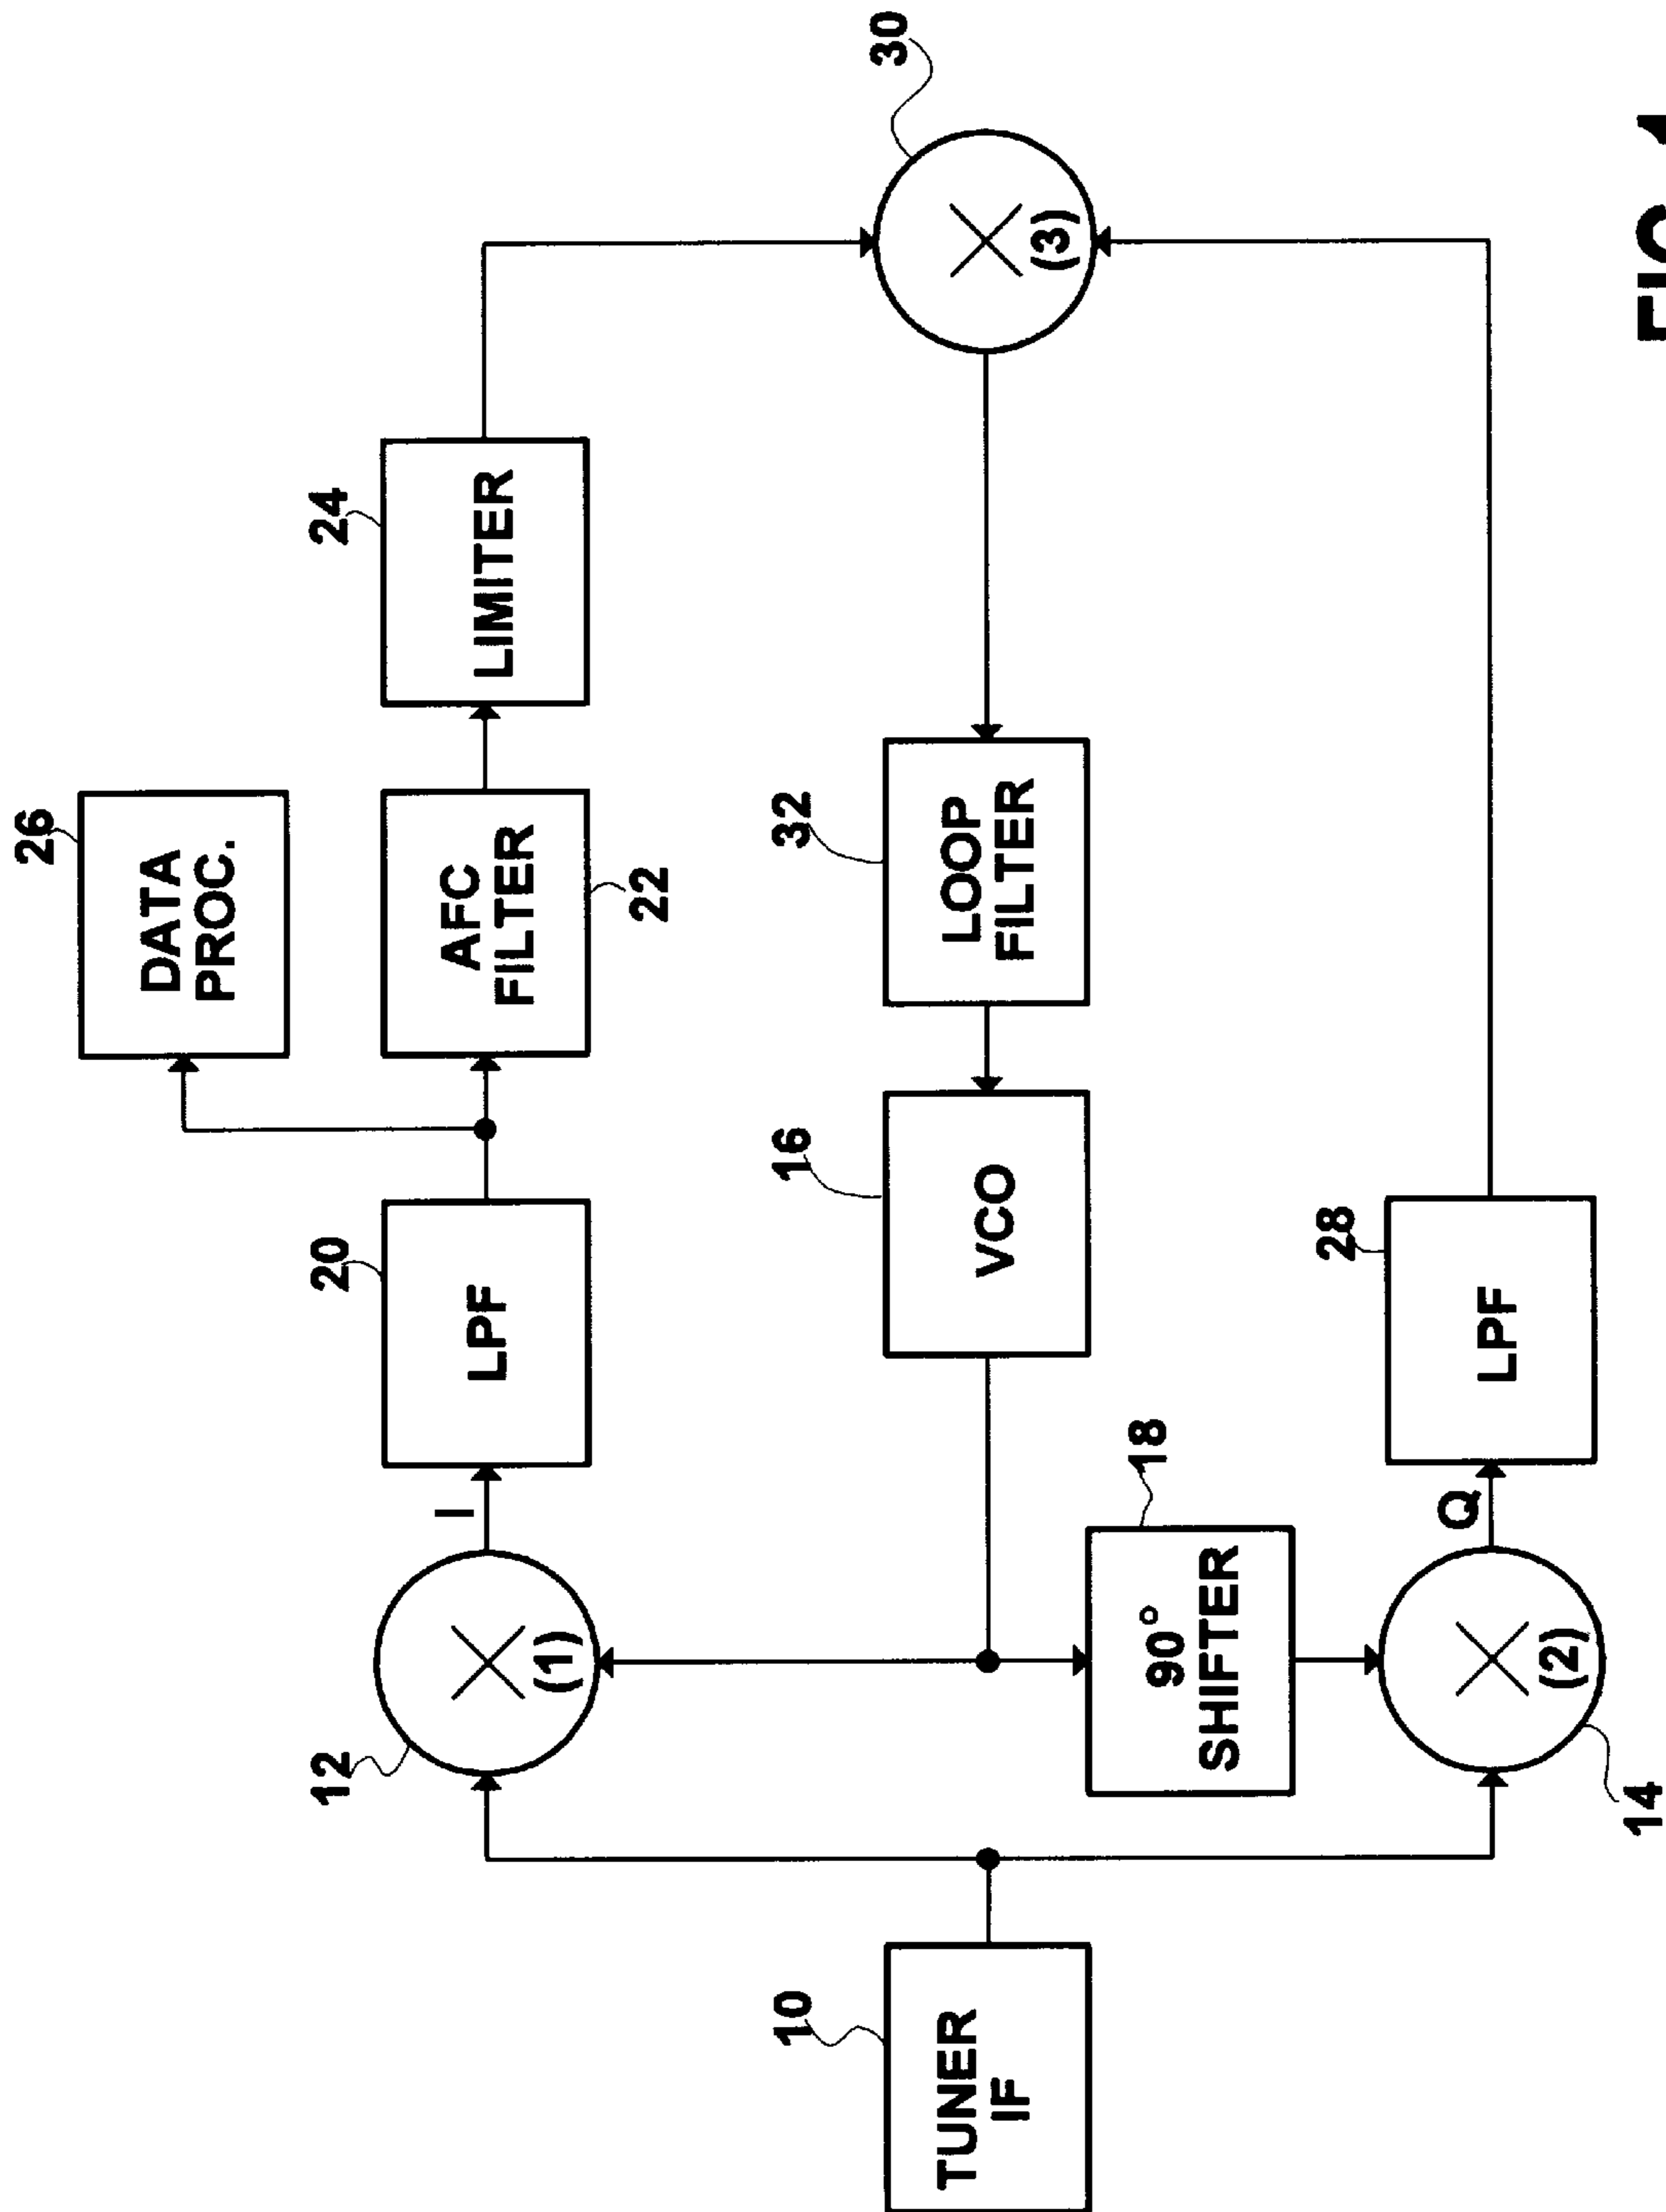 26
DATA
PROC.
12
(1)
I
20
LPF
AFC
FILTER
22
24
LIMITER
10
TUNER
IF
16
VCO
32
LOOP
FILTER
30
(3)
18
90°
SHIFTER
14
(2)
Q
28
LPF